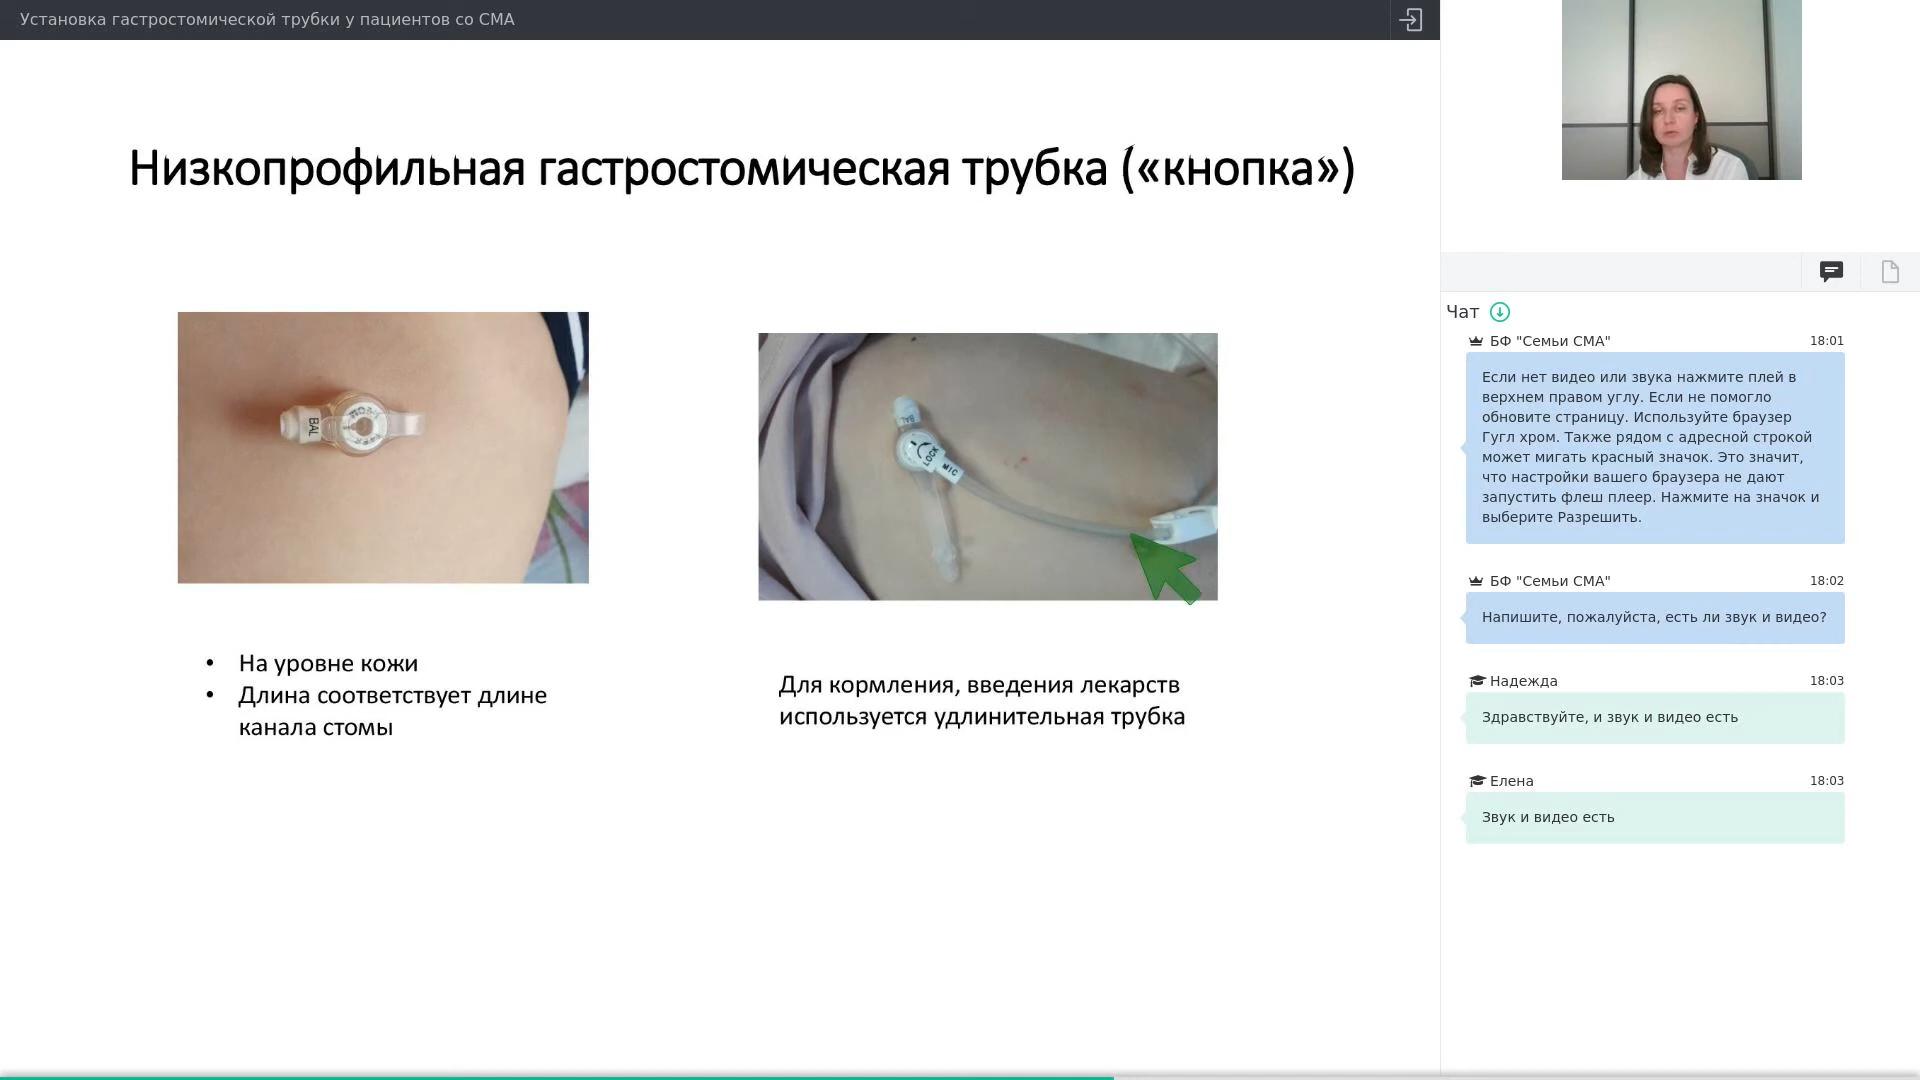 Установка гастростомической трубки у пациентов со СМА
Низкопрофильная гастростомическая трубка («кнопка»)
BAL
BAL
LOCK
MIC
• На уровне кожи
• Длина соответствует длине
канала стомы
Для кормления, введения лекарств
используется удлинительная трубка
Чат
БФ "Семьи СМА" 18:01
Если нет видео или звука нажмите плей в
верхнем правом углу. Если не помогло
обновите страницу. Используйте браузер
Гугл хром. Также рядом с адресной строкой
может мигать красный значок. Это значит,
что настройки вашего браузера не дают
запустить флеш плеер. Нажмите на значок и
выберите Разрешить.
БФ "Семьи СМА" 18:02
Напишите, пожалуйста, есть ли звук и видео?
Надежда 18:03
Здравствуйте, и звук и видео есть
Елена 18:03
Звук и видео есть